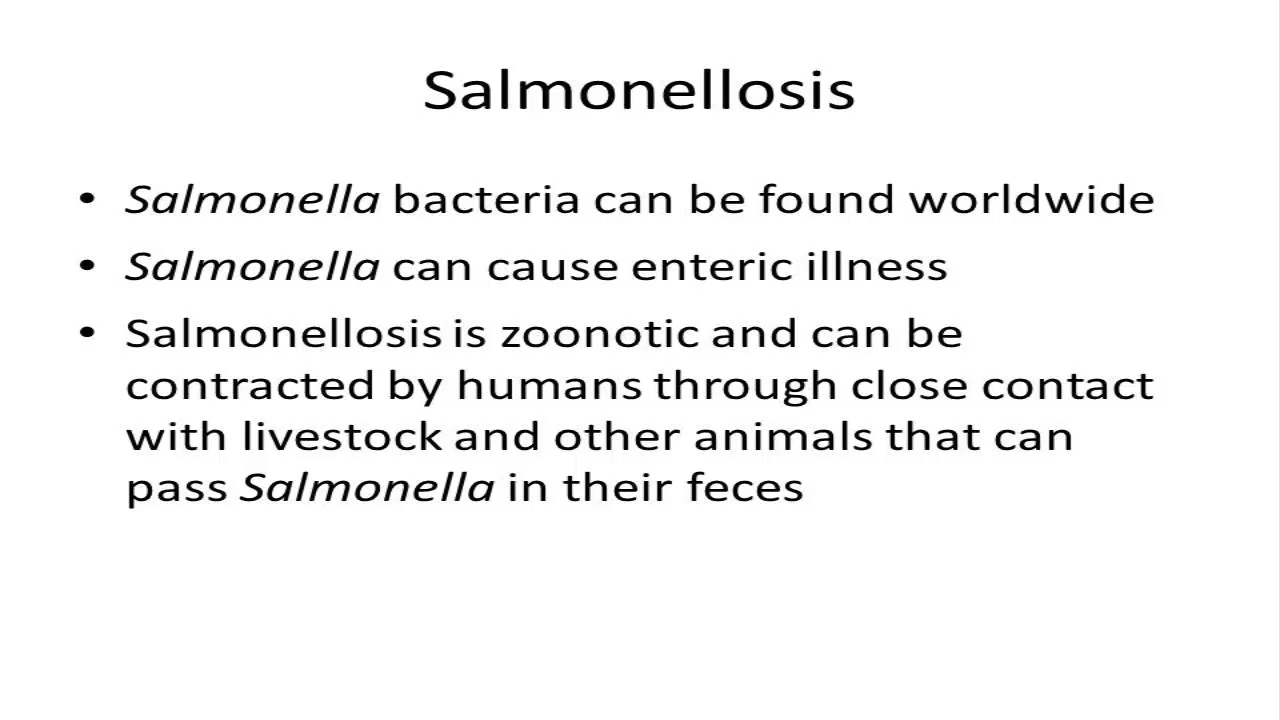 Salmonellosis
• Salmonella bacteria can be found worldwide
• Salmonella can cause enteric illness
• Salmonellosis is zoonotic and can be
contracted by humans through close contact
with livestock and other animals that can
pass Salmonella in their feces